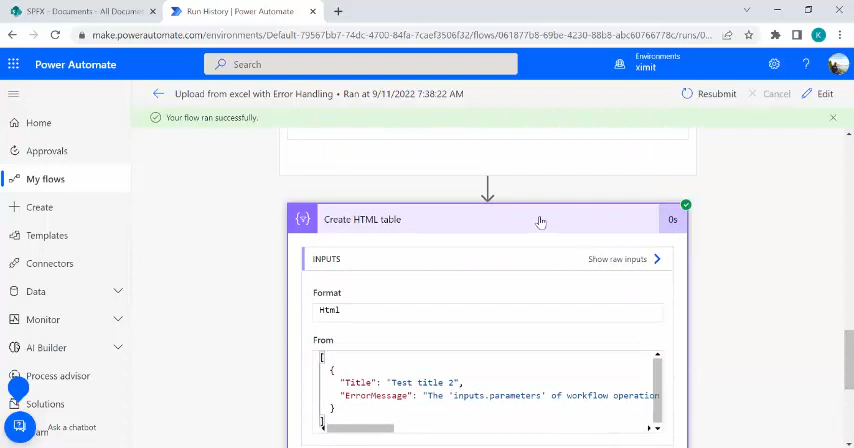 SPFX - Documents - All Documen
Run History | Power Automate
make.powerautomate.com/environments/Default-79567bb7-74dc-4700-84fa-7caef3506f32/flows/061877b8-69be-4230-88b8-abc60766778c/runs/0...
K
Power Automate
Search
Environments
ximit
Upload from excel with Error Handling • Ran at 9/11/2022 7:38:22 AM
Resubmit
Cancel
Edit
Your flow ran successfully.
Home
Approvals
My flows
Create
Templates
Connectors
Data
Monitor
AI Builder
Process advisor
Solutions
Ask a chatbot
Create HTML table
0s
INPUTS
Show raw inputs
Format
Html
From
[
{
"Title": "Test title 2",
"ErrorMessage": "The 'inputs.parameters' of workflow operation
}
]